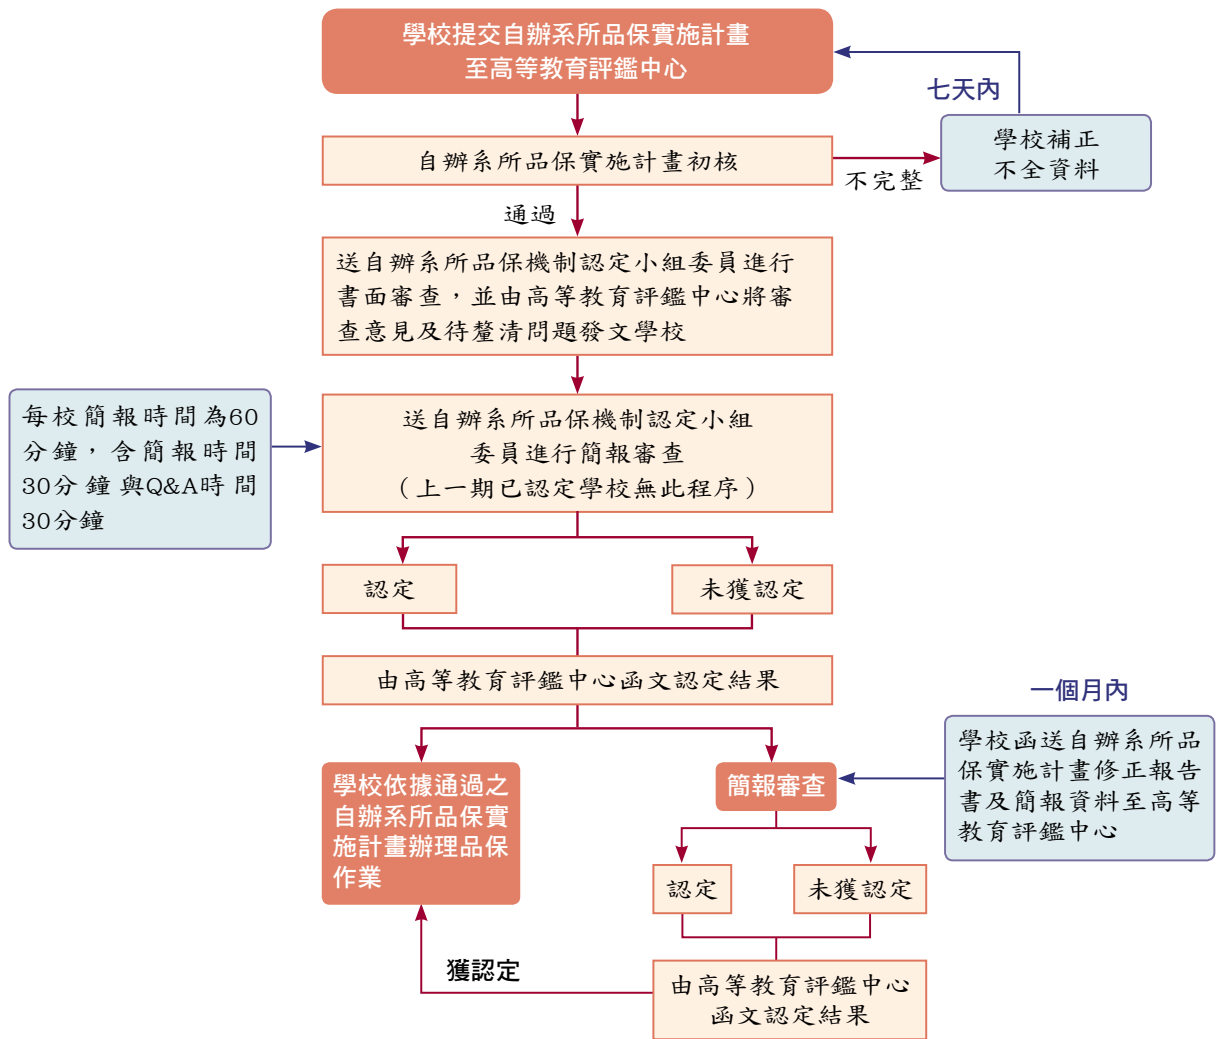 學校提交自辦系所品保實施計畫
至高等教育評鑑中心
七天內
學校補正
不全資料
自辦系所品保實施計畫初核
不完整
通過
送自辦系所品保機制認定小組委員進行
書面審查，並由高等教育評鑑中心將審
查意見及待釐清問題發文學校
每校簡報時間為60
分鐘，含簡報時間
30分鐘與Q&A時間
30分鐘
送自辦系所品保機制認定小組
委員進行簡報審查
（上一期已認定學校無此程序）
認定
未獲認定
由高等教育評鑑中心函文認定結果
一個月內
學校函送自辦系所品
保實施計畫修正報告
書及簡報資料至高等
教育評鑑中心
學校依據通過之
自辦系所品保實
施計畫辦理品保
作業
簡報審查
認定
未獲認定
獲認定
由高等教育評鑑中心
函文認定結果